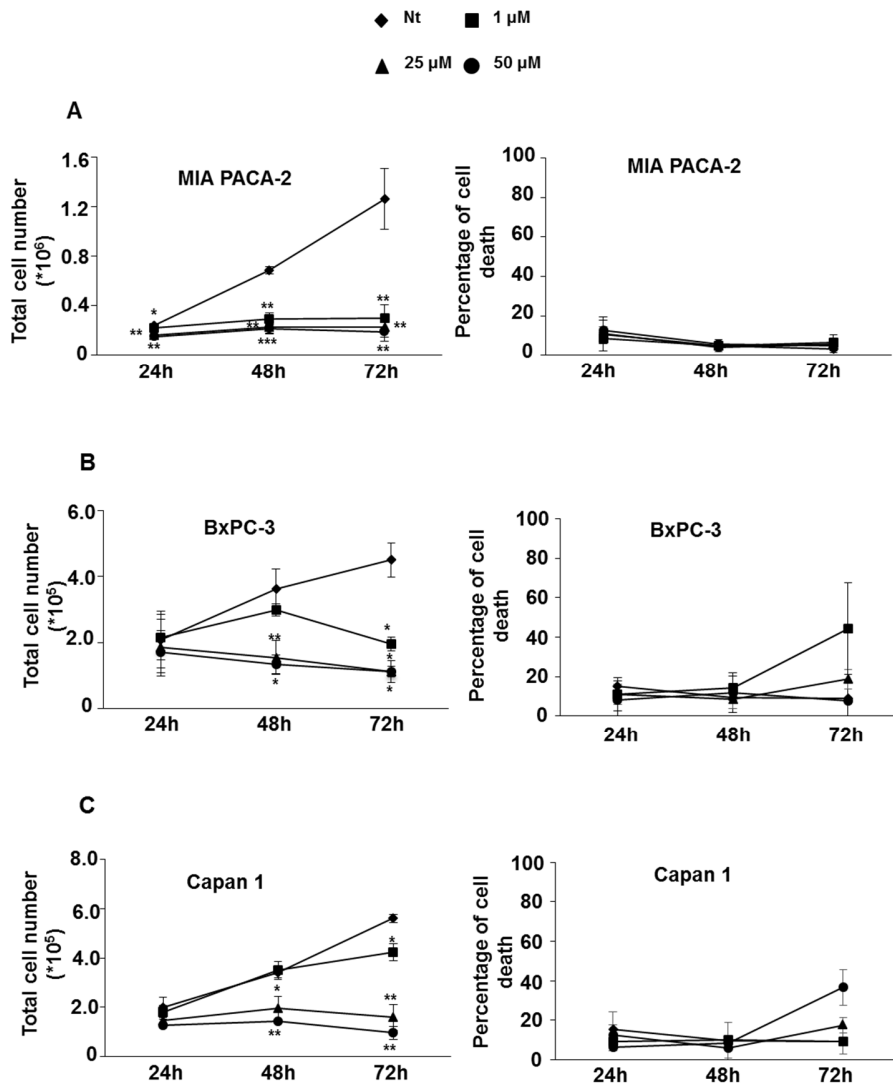 Nt
1 μM
25 μM
50 μM
A
MIA PACA-2
Total cell number
(*10⁶)
1.6
1.2
0.8
0.4
0
*
**
**
**
**
***
**
**
**
24h
48h
72h
MIA PACA-2
Percentage of cell
death
100
80
60
40
20
0
24h
48h
72h
B
BxPC-3
Total cell number
(*10⁵)
6.0
4.0
2.0
0
**
*
*
*
*
24h
48h
72h
BxPC-3
Percentage of cell
death
100
80
60
40
20
0
24h
48h
72h
C
Capan 1
Total cell number
(*10⁵)
8.0
6.0
4.0
2.0
0
*
**
*
**
**
24h
48h
72h
Capan 1
Percentage of cell
death
100
80
60
40
20
0
24h
48h
72h